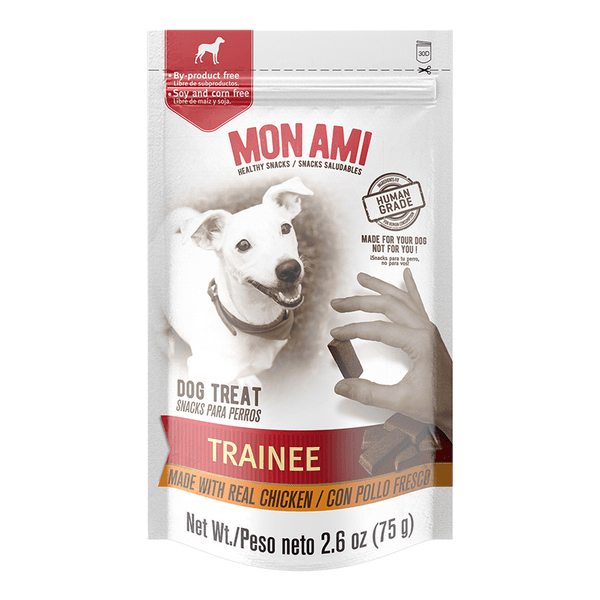 30D
• By-product free
Libre de subproductos.
• Soy and corn free
Libre de maíz y soja.
MON AMI
HEALTHY SNACKS / SNACKS SALUDABLES
HUMAN
GRADE
MADE FOR YOUR DOG
NOT FOR YOU !
¡Snacks para tu perro,
no para vos!
DOG TREAT
SNACKS PARA PERROS
TRAINEE
MADE WITH REAL CHICKEN / CON POLLO FRESCO
Net Wt./Peso neto 2.6 oz (75 g)